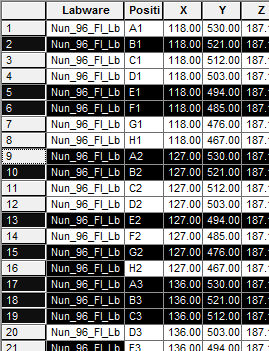 Labware Positi X Y Z
1 Nun_96_Fl_Lb A1 118.00 530.00 187.
2 Nun_96_Fl_Lb B1 118.00 521.00 187.
3 Nun_96_Fl_Lb C1 118.00 512.00 187.
4 Nun_96_Fl_Lb D1 118.00 503.00 187.
5 Nun_96_Fl_Lb E1 118.00 494.00 187.
6 Nun_96_Fl_Lb F1 118.00 485.00 187.
7 Nun_96_Fl_Lb G1 118.00 476.00 187.
8 Nun_96_Fl_Lb H1 118.00 467.00 187.
9 Nun_96_Fl_Lb A2 127.00 530.00 187.
10 Nun_96_Fl_Lb B2 127.00 521.00 187.
11 Nun_96_Fl_Lb C2 127.00 512.00 187.
12 Nun_96_Fl_Lb D2 127.00 503.00 187.
13 Nun_96_Fl_Lb E2 127.00 494.00 187.
14 Nun_96_Fl_Lb F2 127.00 485.00 187.
15 Nun_96_Fl_Lb G2 127.00 476.00 187.
16 Nun_96_Fl_Lb H2 127.00 467.00 187.
17 Nun_96_Fl_Lb A3 136.00 530.00 187.
18 Nun_96_Fl_Lb B3 136.00 521.00 187.
19 Nun_96_Fl_Lb C3 136.00 512.00 187.
20 Nun_96_Fl_Lb D3 136.00 503.00 187.
21 Nun_96_Fl_Lb E3 136.00 494.00 187.